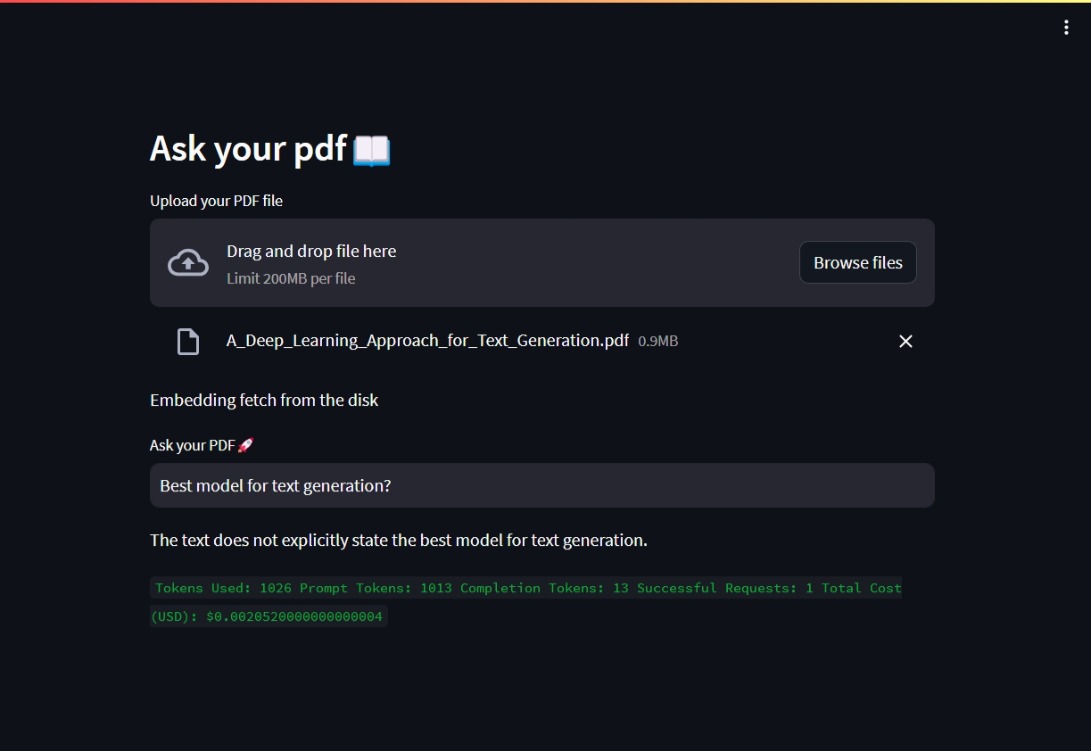 Ask your pdf
Upload your PDF file
Drag and drop file here
Limit 200MB per file
Browse files
A_Deep_Learning_Approach_for_Text_Generation.pdf 0.9MB
Embedding fetch from the disk
Ask your PDF🚀
Best model for text generation?
The text does not explicitly state the best model for text generation.
Tokens Used: 1026 Prompt Tokens: 1013 Completion Tokens: 13 Successful Requests: 1 Total Cost
(USD): $0.0020520000000000004